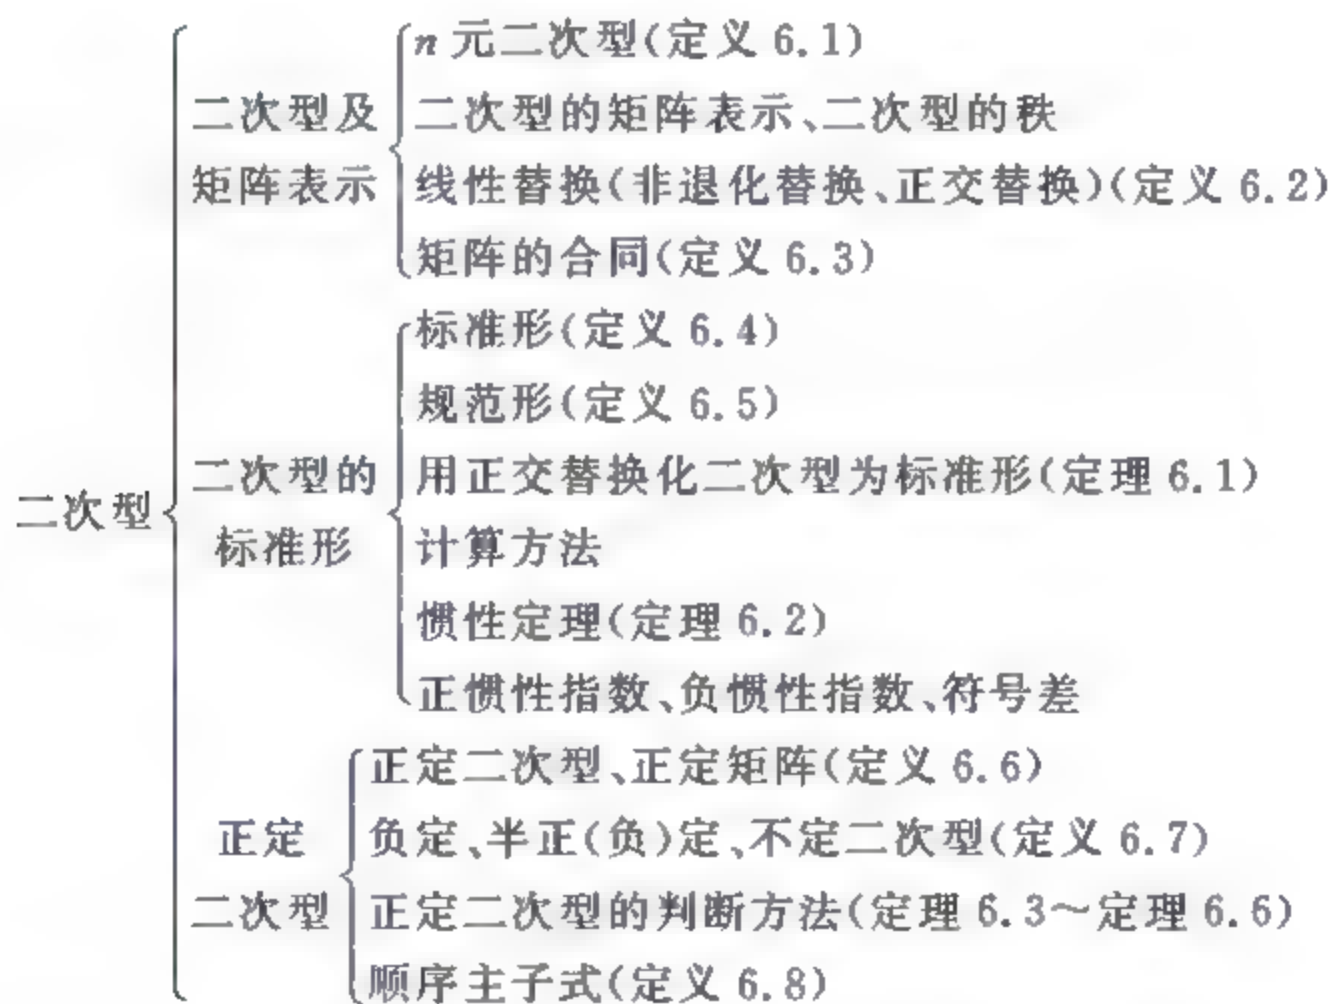 n 元二次型(定义 6.1)
二次型及
矩阵表示
二次型的矩阵表示、二次型的秩
线性替换(非退化替换、正交替换)(定义 6.2)
矩阵的合同(定义 6.3)
标准形(定义 6.4)
规范形(定义 6.5)
二次型
二次型的
标准形
用正交替换化二次型为标准形(定理 6.1)
计算方法
惯性定理(定理 6.2)
正惯性指数、负惯性指数、符号差
正定
二次型
正定二次型、正定矩阵(定义 6.6)
负定、半正(负)定、不定二次型(定义 6.7)
正定二次型的判断方法(定理 6.3～定理 6.6)
顺序主子式(定义 6.8)